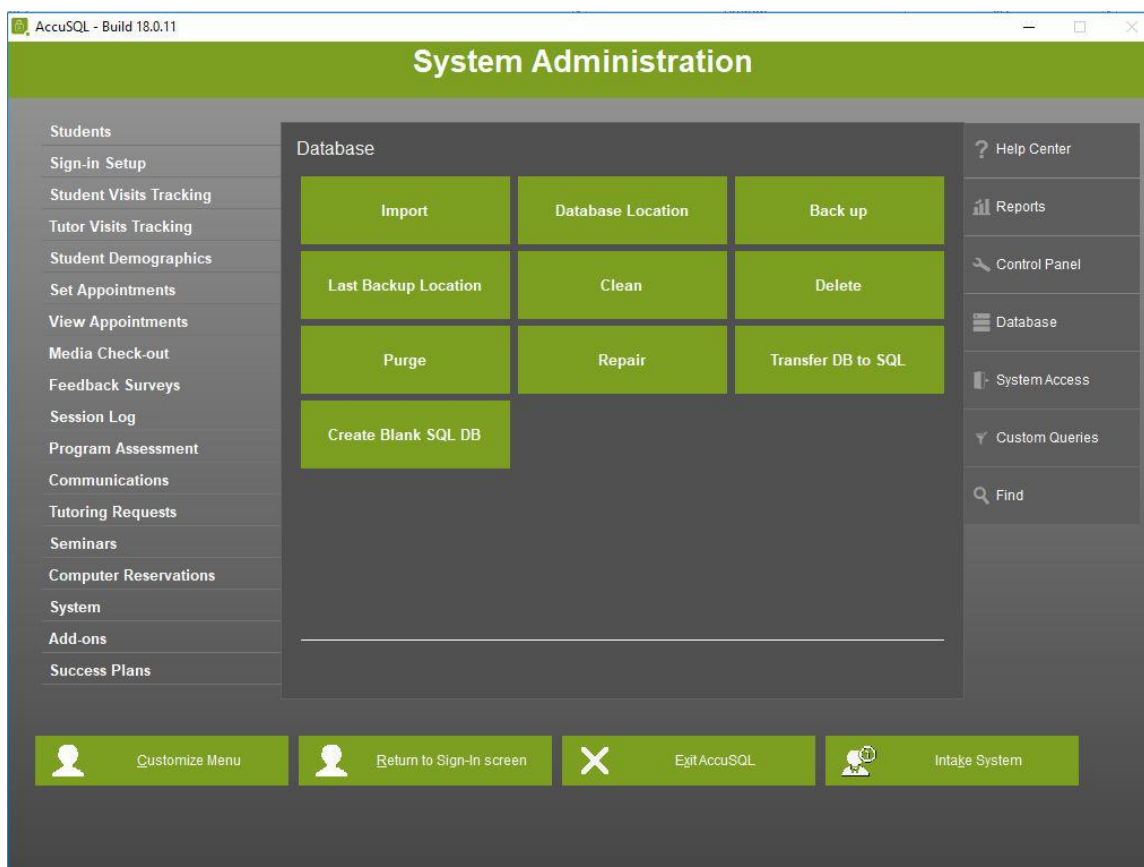 AccuSQL - Build 18.0.11
System Administration
Students
Sign-in Setup
Student Visits Tracking
Tutor Visits Tracking
Student Demographics
Set Appointments
View Appointments
Media Check-out
Feedback Surveys
Session Log
Program Assessment
Communications
Tutoring Requests
Seminars
Computer Reservations
System
Add-ons
Success Plans
Database
Import
Database Location
Back up
Last Backup Location
Clean
Delete
Purge
Repair
Transfer DB to SQL
Create Blank SQL DB
? Help Center
Reports
Control Panel
Database
System Access
Custom Queries
Find
Customize Menu
Return to Sign-In screen
Exit AccuSQL
Intake System